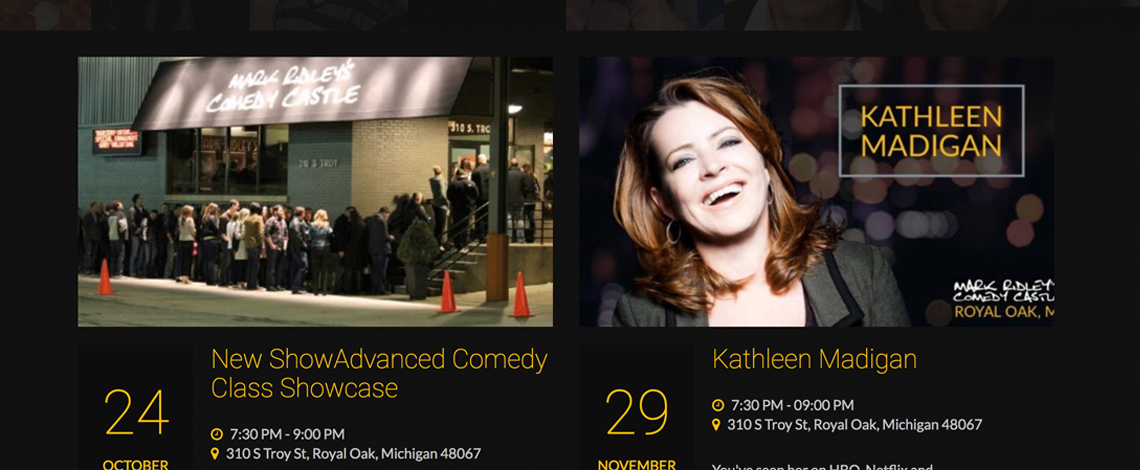 MARK RIDLEY'S
COMEDY CASTLE
310 S. TRO
310 S TROY
KATHLEEN
MADIGAN
MARK RIDLEY'
COMEDY CASTL
ROYAL OAK, M
24
OCTOBER
New ShowAdvanced Comedy
Class Showcase
7:30 PM - 9:00 PM
310 S Troy St, Royal Oak, Michigan 48067
29
NOVEMBER
Kathleen Madigan
7:30 PM - 09:00 PM
310 S Troy St, Royal Oak, Michigan 48067
You've seen her on HBO, Netflix and